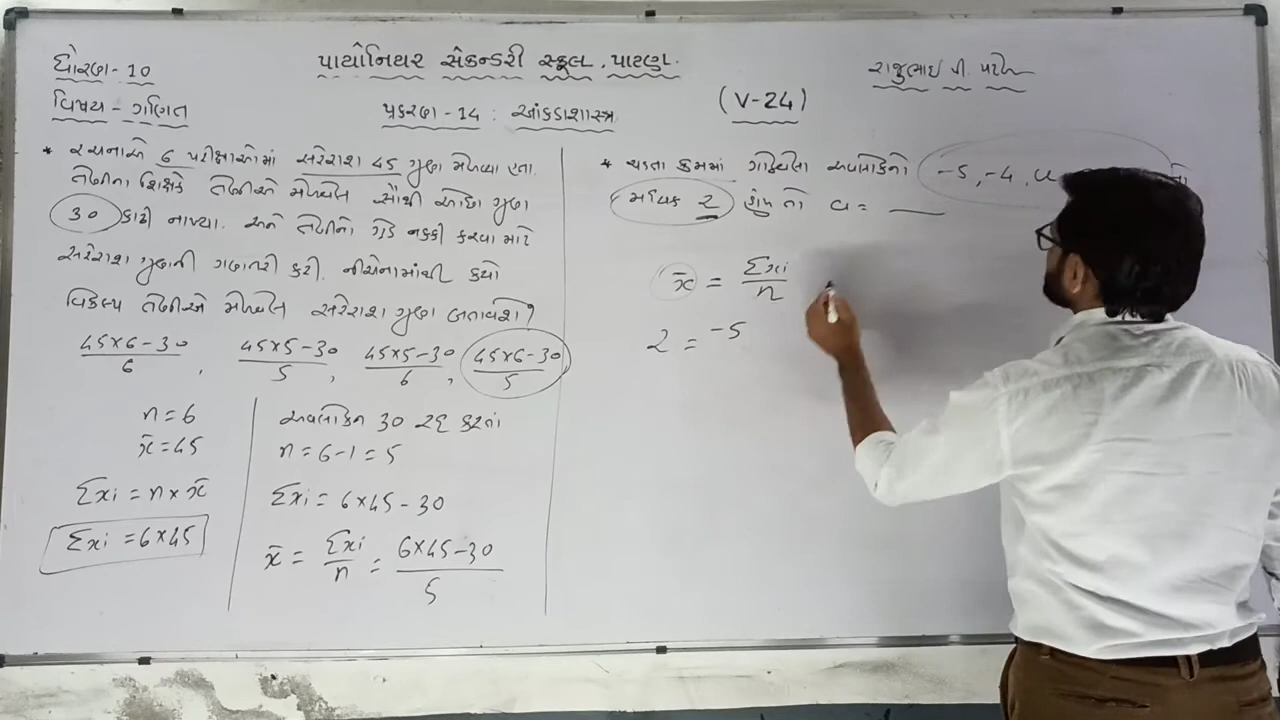 ધોરણ-10
પાયોનિયર સેકન્ડરી સ્કૂલ, પાટણ.
રાજુભાઇ વી. પટેલ
વિષય - ગણિત
પ્રકરણ-14 : આંકડાશાસ્ત્ર
(V-24)
* રચનાએ 6 પરીક્ષાઓમાં સરેરાશ 45 ગુણ મેળવ્યા હતા.
તેણીના શિક્ષકે તેણીએ મેળવેલ સૌથી ઓછા ગુણ
30 કાઢી નાખ્યા. અને તેણીનો ગ્રેડ નક્કી કરવા માટે
સરેરાશ ગુણની ગણતરી કરી. નીચેનામાંથી કયો
વિકલ્પ તેણીએ મેળવેલ સરેરાશ ગુણ બતાવશે?
45×6-30/6 , 45×5-30/5 , 45×5-30/6 , 45×6-30/5
n=6
x̄=45
Σxi = n×x̄
Σxi = 6×45
અવલોકન 30 રદ કરતાં
n=6-1=5
Σxi = 6×45-30
x̄ = Σxi/n = 6×45-30/5
* ચડતા ક્રમમાં ગોઠવેલા અવલોકનો -5, -4,
મધ્યક 2 હોય તો a = ___
x̄ = Σxi/n
2 = -5